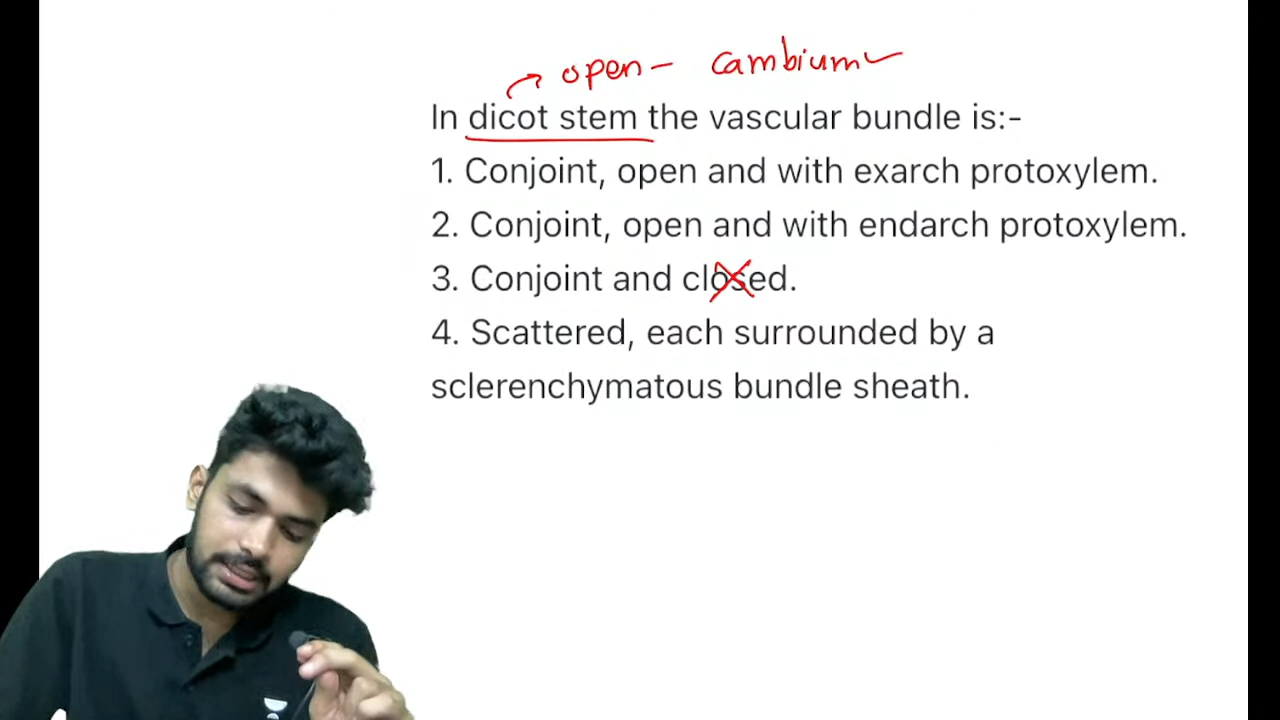 open - cambium
In dicot stem the vascular bundle is:-
1. Conjoint, open and with exarch protoxylem.
2. Conjoint, open and with endarch protoxylem.
3. Conjoint and closed.
4. Scattered, each surrounded by a
sclerenchymatous bundle sheath.